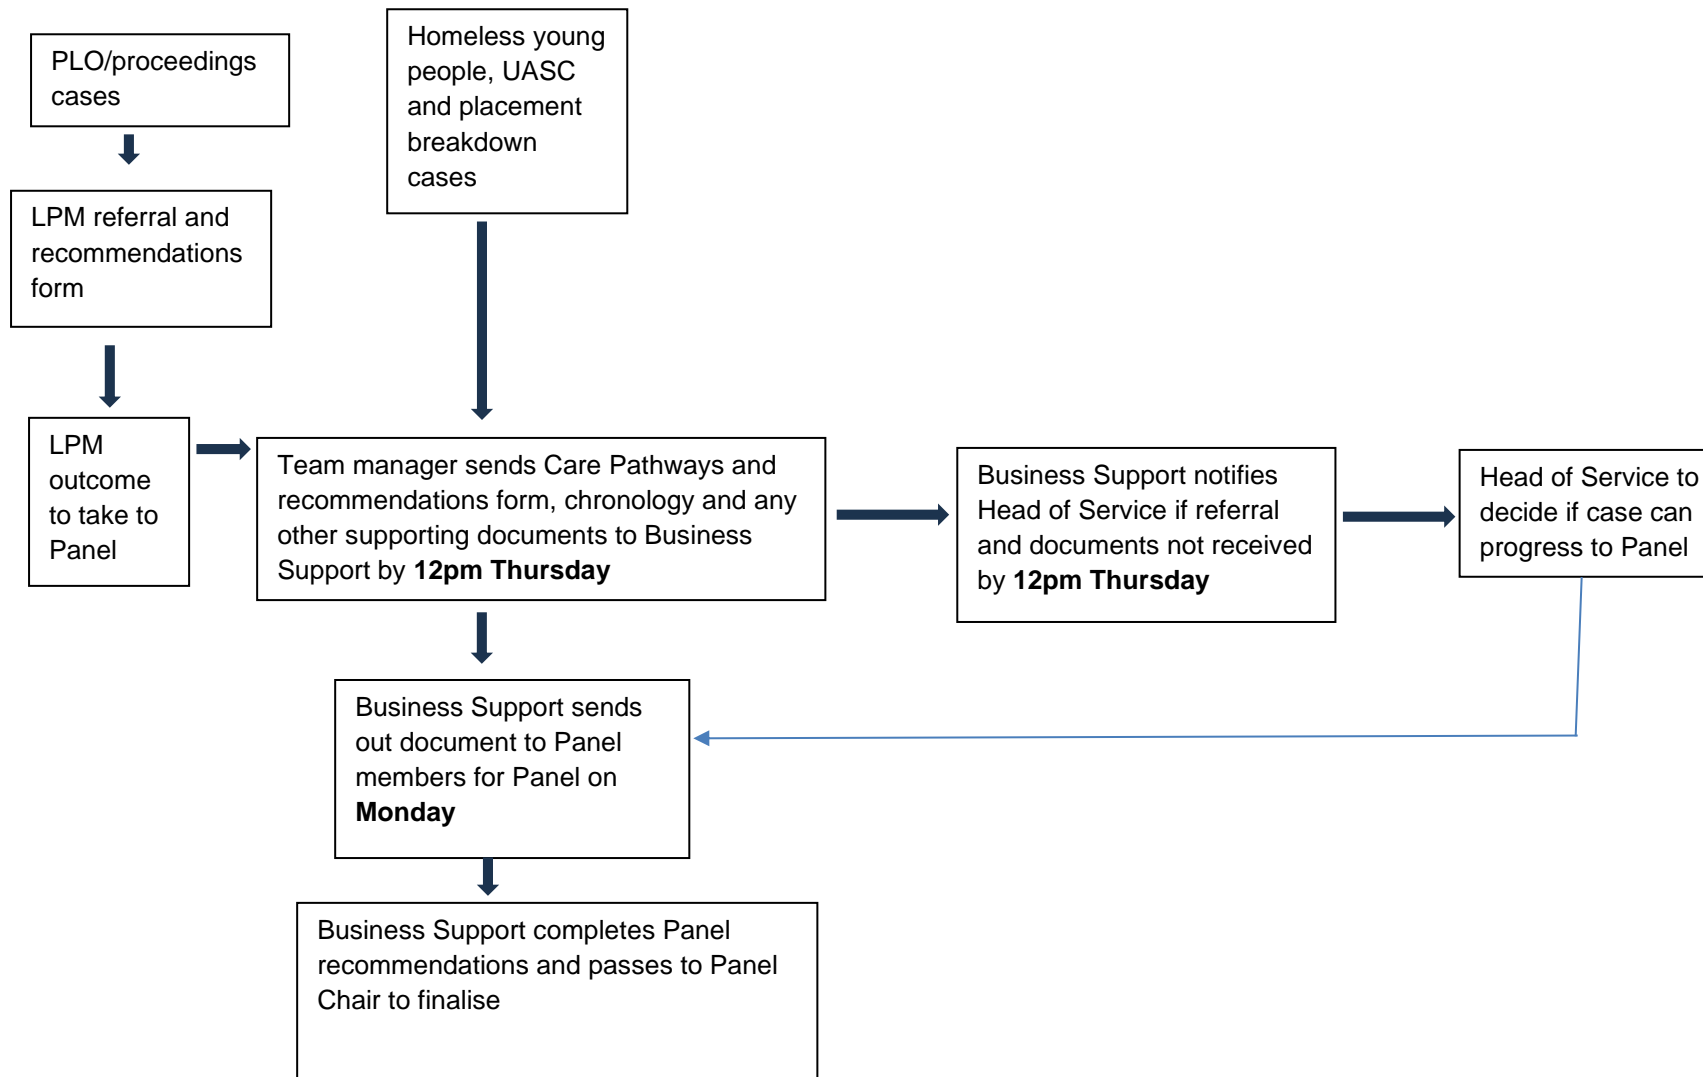 PLO/proceedings
cases
Homeless young
people, UASC
and placement
breakdown
cases
LPM referral and
recommendations
form
LPM
outcome
to take to
Panel
Team manager sends Care Pathways and
recommendations form, chronology and any
other supporting documents to Business
Support by 12pm Thursday
Business Support notifies
Head of Service if referral
and documents not received
by 12pm Thursday
Head of Service to
decide if case can
progress to Panel
Business Support sends
out document to Panel
members for Panel on
Monday
Business Support completes Panel
recommendations and passes to Panel
Chair to finalise